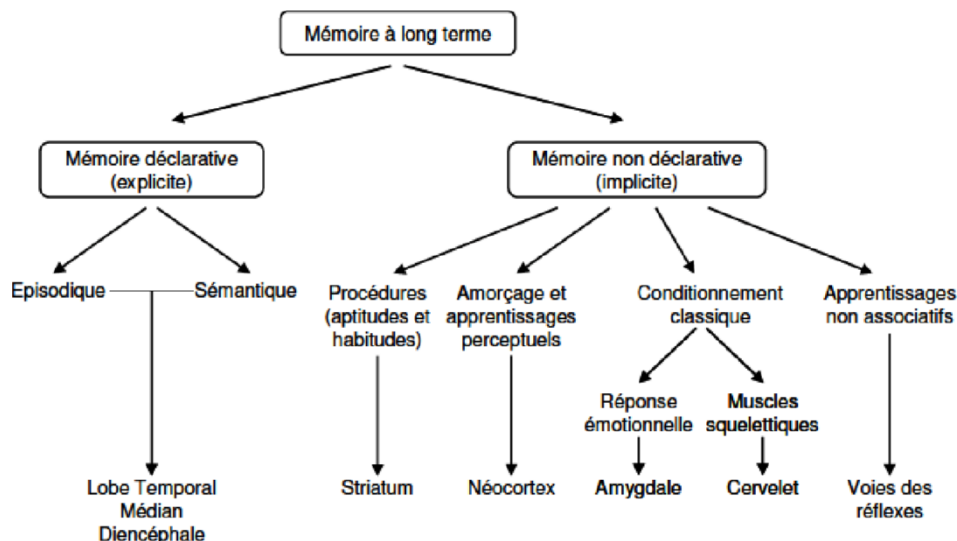 Mémoire à long terme
Mémoire déclarative
(explicite)
Mémoire non déclarative
(implicite)
Episodique
Sémantique
Procédures
(aptitudes et
habitudes)
Amorçage et
apprentissages
perceptuels
Conditionnement
classique
Apprentissages
non associatifs
Réponse
émotionnelle
Muscles
squelettiques
Lobe Temporal
Médian
Diencéphale
Striatum
Néocortex
Amygdale
Cervelet
Voies des
réflexes